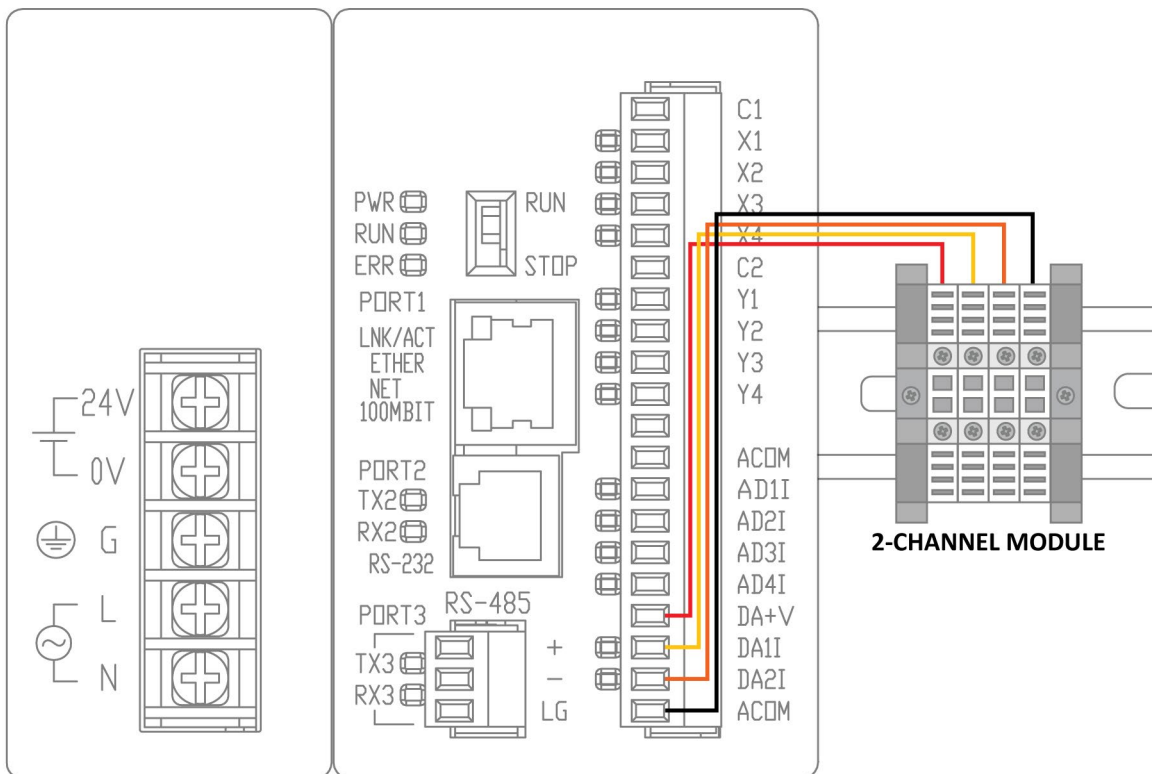 24V
0V
G
L
N
PWR
RUN
ERR
RUN
STOP
PORT1
LNK/ACT
ETHER
NET
100MBIT
PORT2
TX2
RX2
RS-232
PORT3
RS-485
TX3
RX3
+
-
LG
C1
X1
X2
X3
X4
C2
Y1
Y2
Y3
Y4
ACOM
AD1I
AD2I
AD3I
AD4I
DA+V
DA1I
DA2I
ACOM
2-CHANNEL MODULE